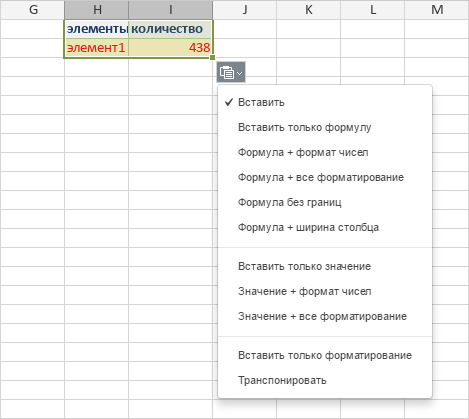 G H I J K L M
элементы количество
элемент1 438
Вставить
Вставить только формулу
Формула + формат чисел
Формула + все форматирование
Формула без границ
Формула + ширина столбца
Вставить только значение
Значение + формат чисел
Значение + все форматирование
Вставить только форматирование
Транспонировать